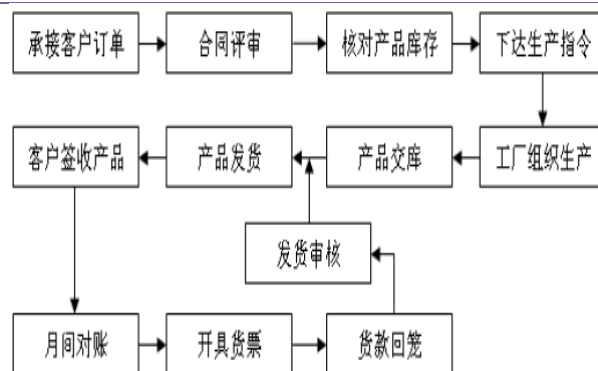 承接客户订单
合同评审
核对产品库存
下达生产指令
客户签收产品
产品发货
产品交库
工厂组织生产
发货审核
月间对账
开具货票
货款回笼